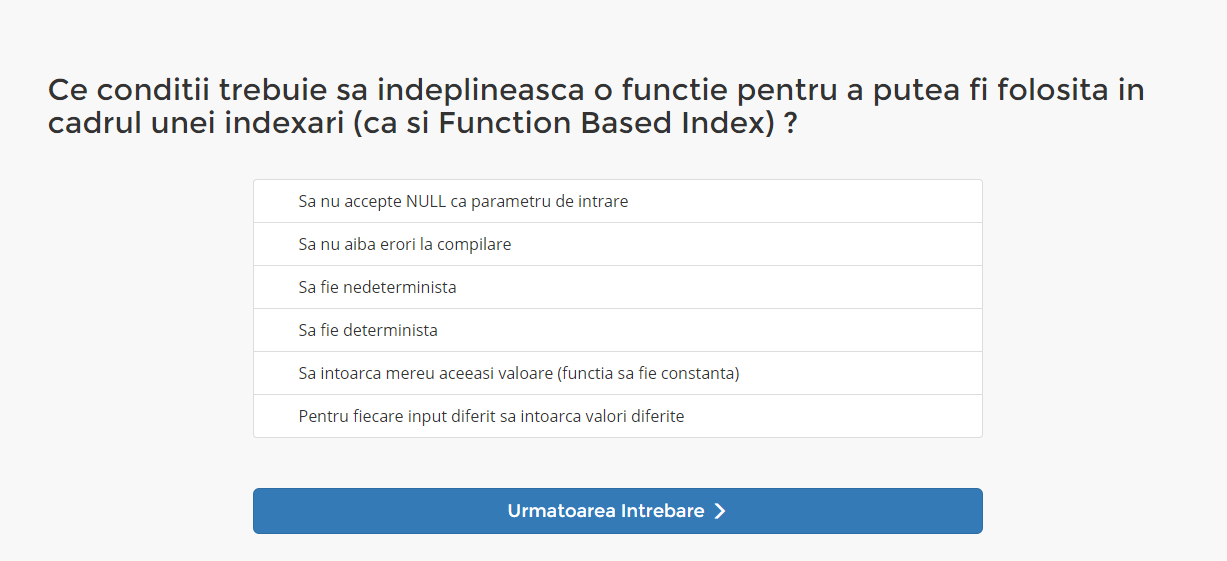 Ce conditii trebuie sa indeplineasca o functie pentru a putea fi folosita in
cadrul unei indexari (ca si Function Based Index) ?
Sa nu accepte NULL ca parametru de intrare
Sa nu aiba erori la compilare
Sa fie nedeterminista
Sa fie determinista
Sa intoarca mereu aceeasi valoare (functia sa fie constanta)
Pentru fiecare input diferit sa intoarca valori diferite
Urmatoarea Intrebare